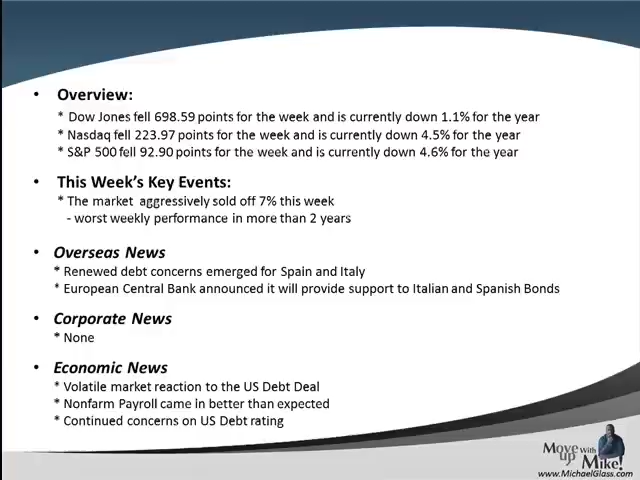 • Overview:
* Dow Jones fell 698.59 points for the week and is currently down 1.1% for the year
* Nasdaq fell 223.97 points for the week and is currently down 4.5% for the year
* S&P 500 fell 92.90 points for the week and is currently down 4.6% for the year
• This Week's Key Events:
* The market aggressively sold off 7% this week
- worst weekly performance in more than 2 years
• Overseas News
* Renewed debt concerns emerged for Spain and Italy
* European Central Bank announced it will provide support to Italian and Spanish Bonds
• Corporate News
* None
• Economic News
* Volatile market reaction to the US Debt Deal
* Nonfarm Payroll came in better than expected
* Continued concerns on US Debt rating
Move up With Mike!
www.MichaelGlass.com